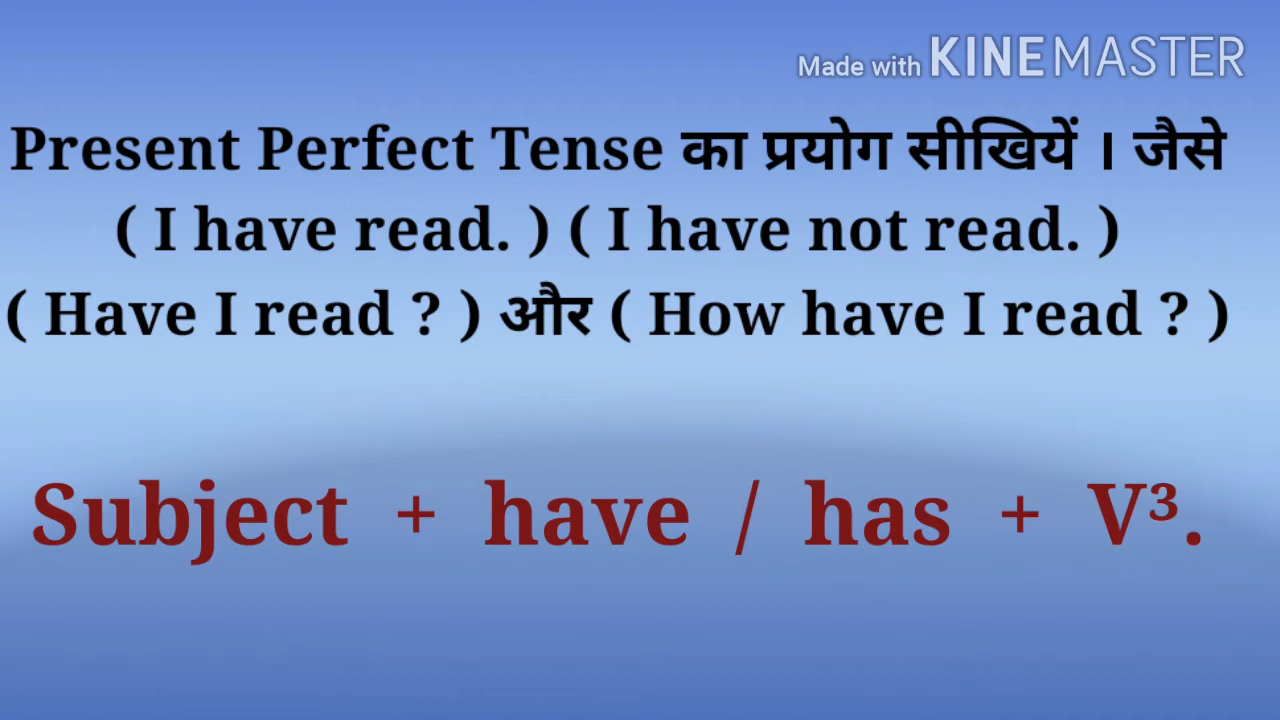 Made with KINEMASTER
Present Perfect Tense का प्रयोग सीखियें । जैसे
( I have read. ) ( I have not read. )
( Have I read ? ) और ( How have I read ? )
Subject + have / has + V³.